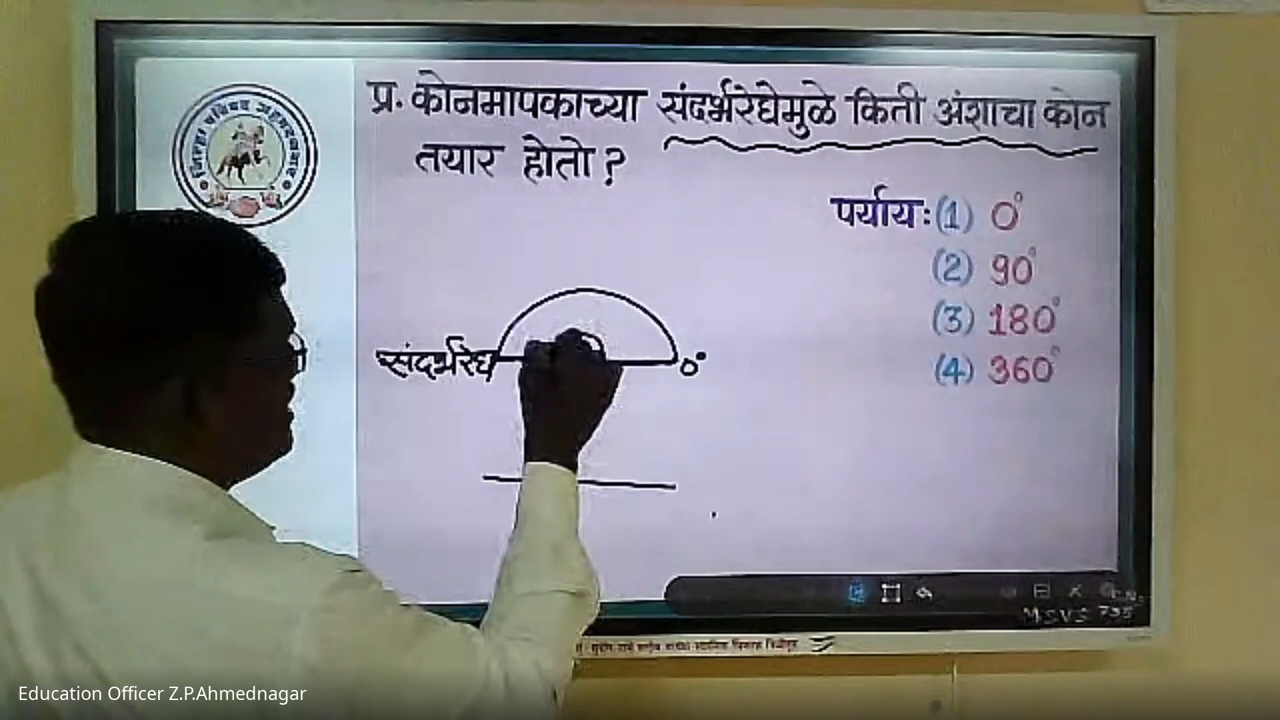 प्र. कोनमापकाच्या संदर्भरेघेमुळे किती अंशाचा कोन
तयार होतो ?
पर्याय : (1) 0°
(2) 90°
(3) 180°
(4) 360°
संदर्भरेघ
0°
Education Officer Z.P.Ahmednagar